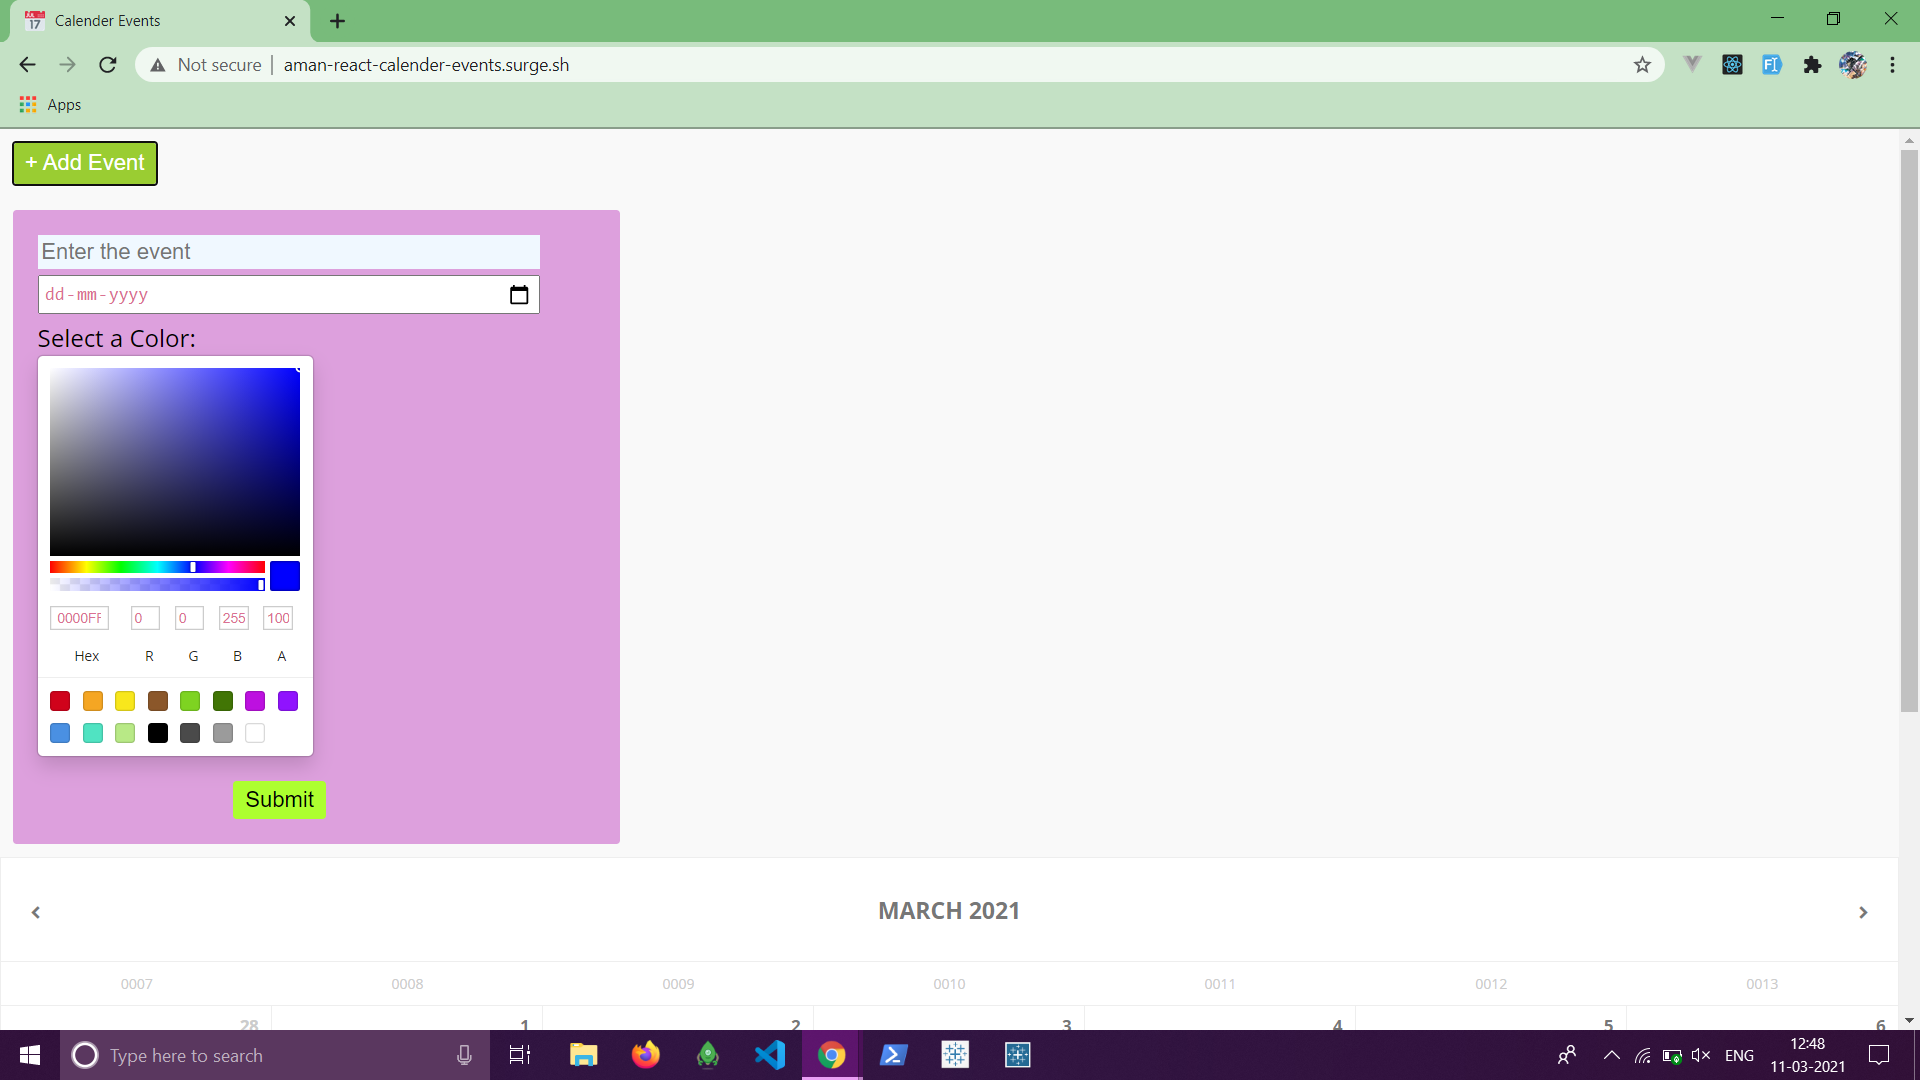 Calender Events
Not secure
aman-react-calender-events.surge.sh
Apps
+ Add Event
Enter the event
dd-mm-yyyy
Select a Color:
0000FF 0 0 255 100
Hex R G B A
Submit
MARCH 2021
0007 0008 0009 0010 0011 0012 0013
28 1 2 3 4 5 6
Type here to search
ENG
12:48
11-03-2021